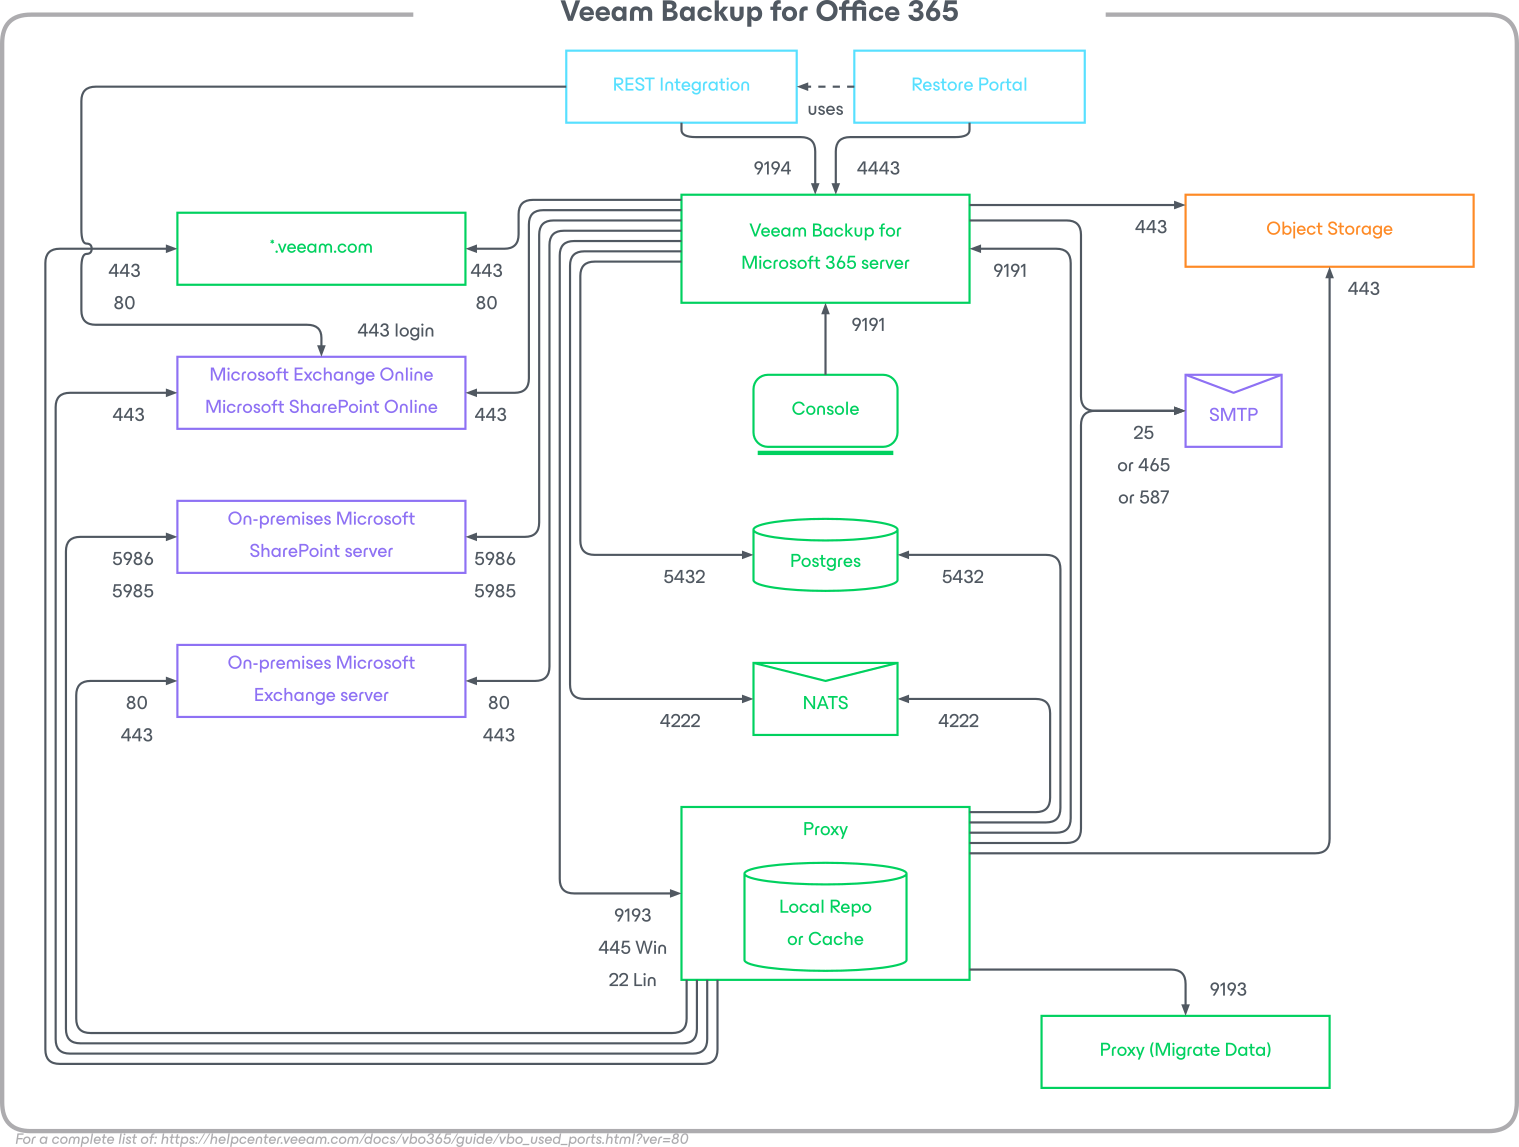 Veeam Backup for Office 365
REST Integration
Restore Portal
uses
9194
4443
*.veeam.com
443
80
443
80
Veeam Backup for
Microsoft 365 server
443
Object Storage
9191
443
9191
443 login
Microsoft Exchange Online
Microsoft SharePoint Online
443
443
Console
SMTP
25
or 465
or 587
On-premises Microsoft
SharePoint server
5986
5985
5986
5985
Postgres
5432
5432
On-premises Microsoft
Exchange server
80
443
80
443
NATS
4222
4222
Proxy
Local Repo
or Cache
9193
445 Win
22 Lin
9193
Proxy (Migrate Data)
For a complete list of: https://helpcenter.veeam.com/docs/vbo365/guide/vbo_used_ports.html?ver=80